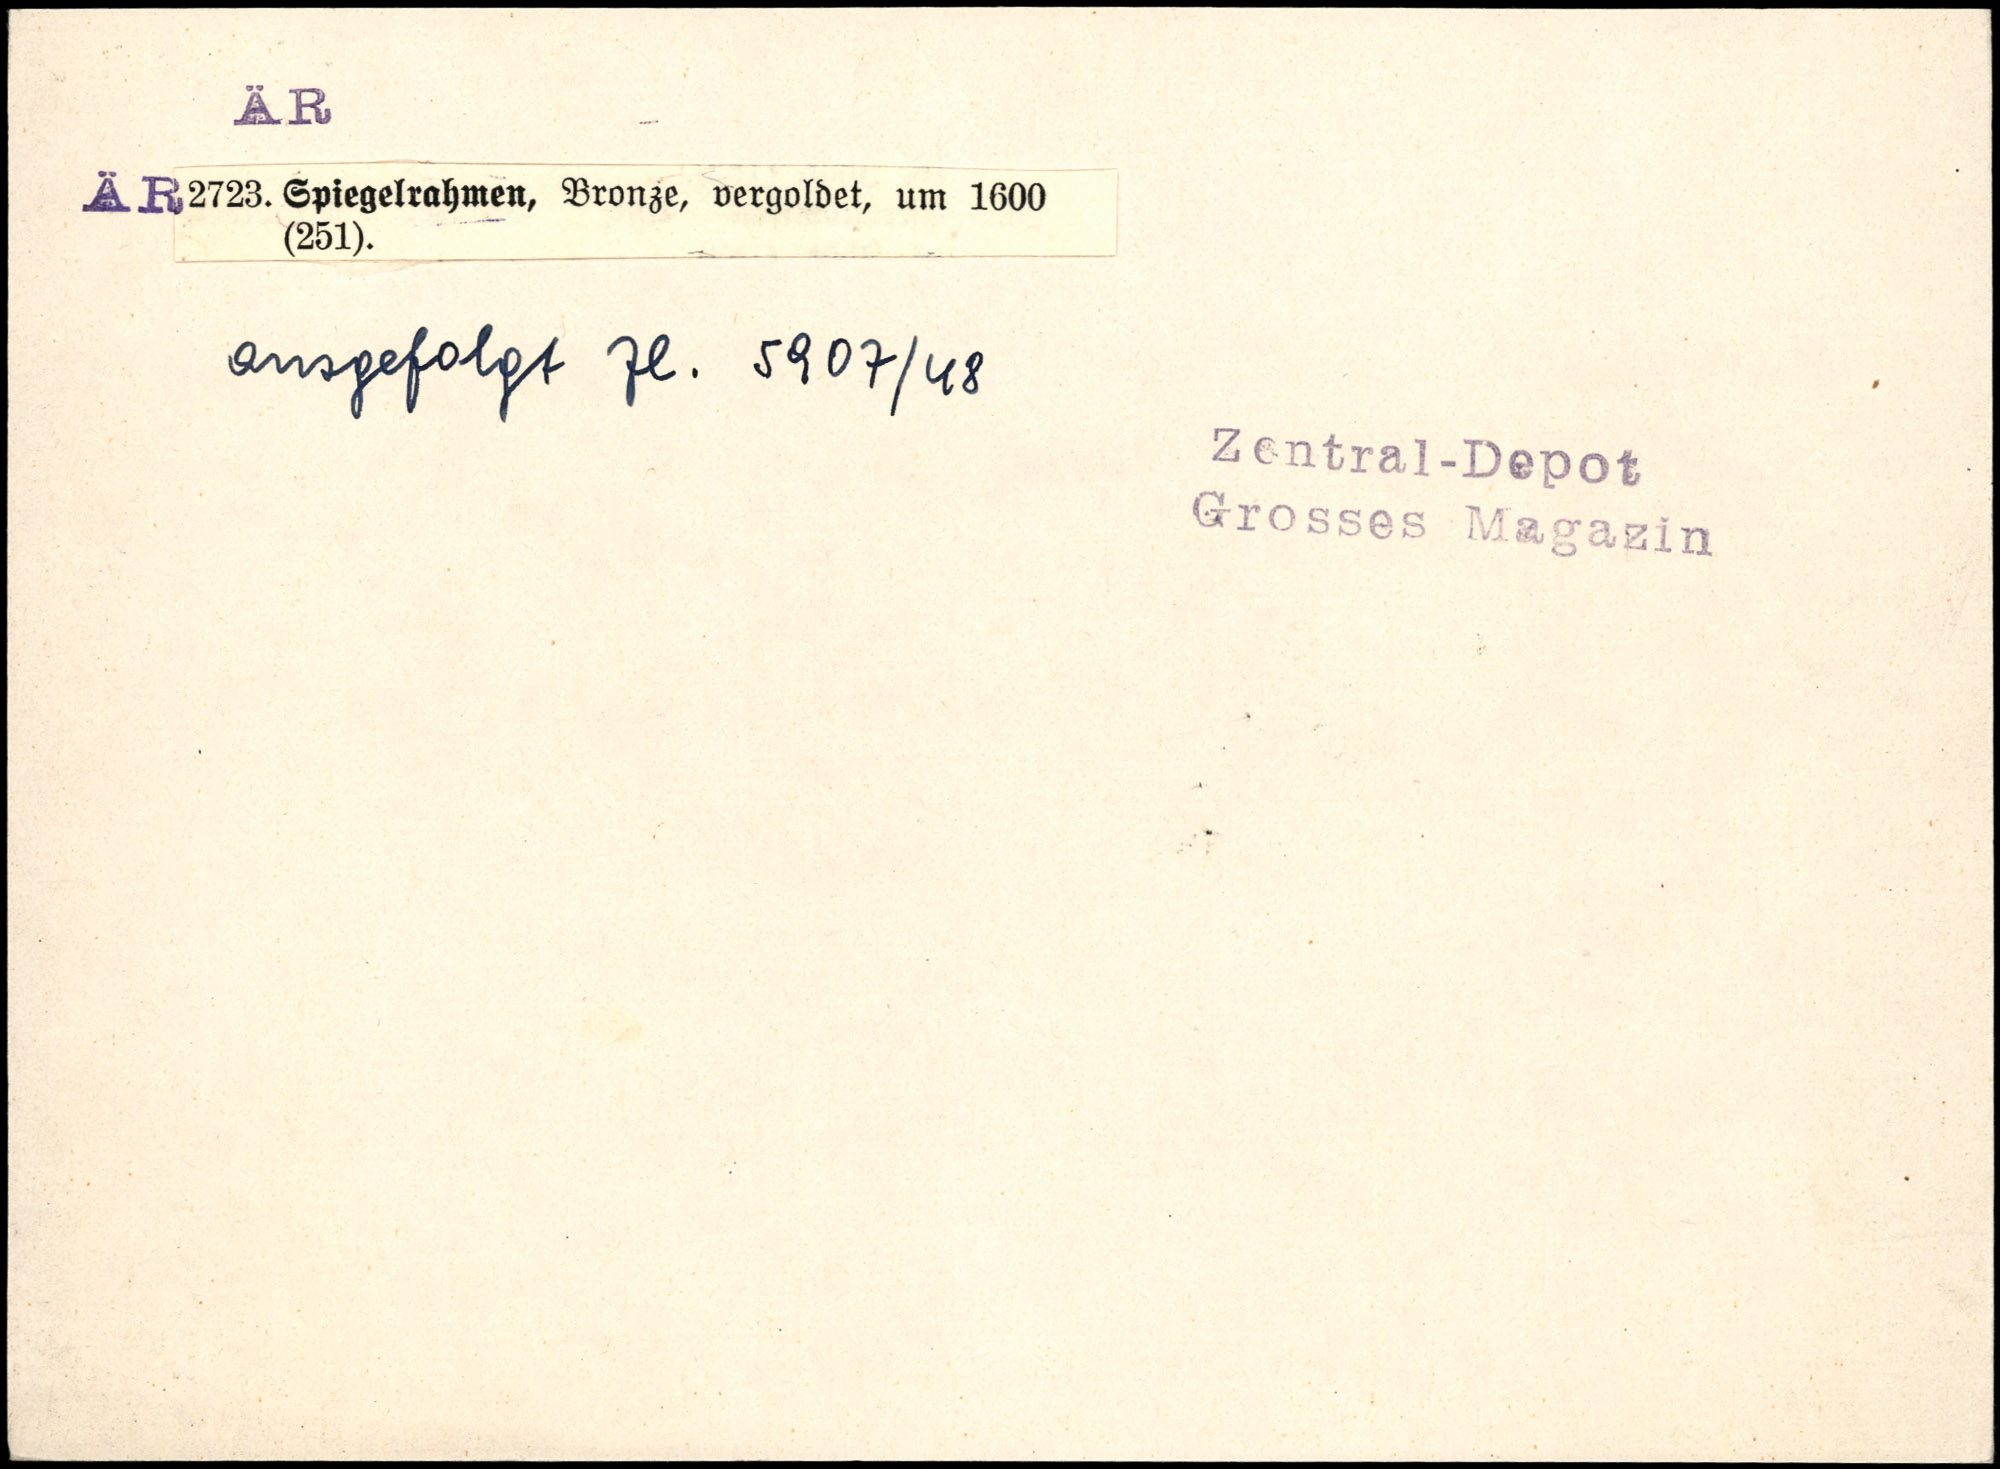 ÄR
ÄR 2723. Spiegelrahmen, Bronze, vergoldet, um 1600
(251).
ausgefolgt Zl. 5907/48
Zentral-Depot
Grosses Magazin